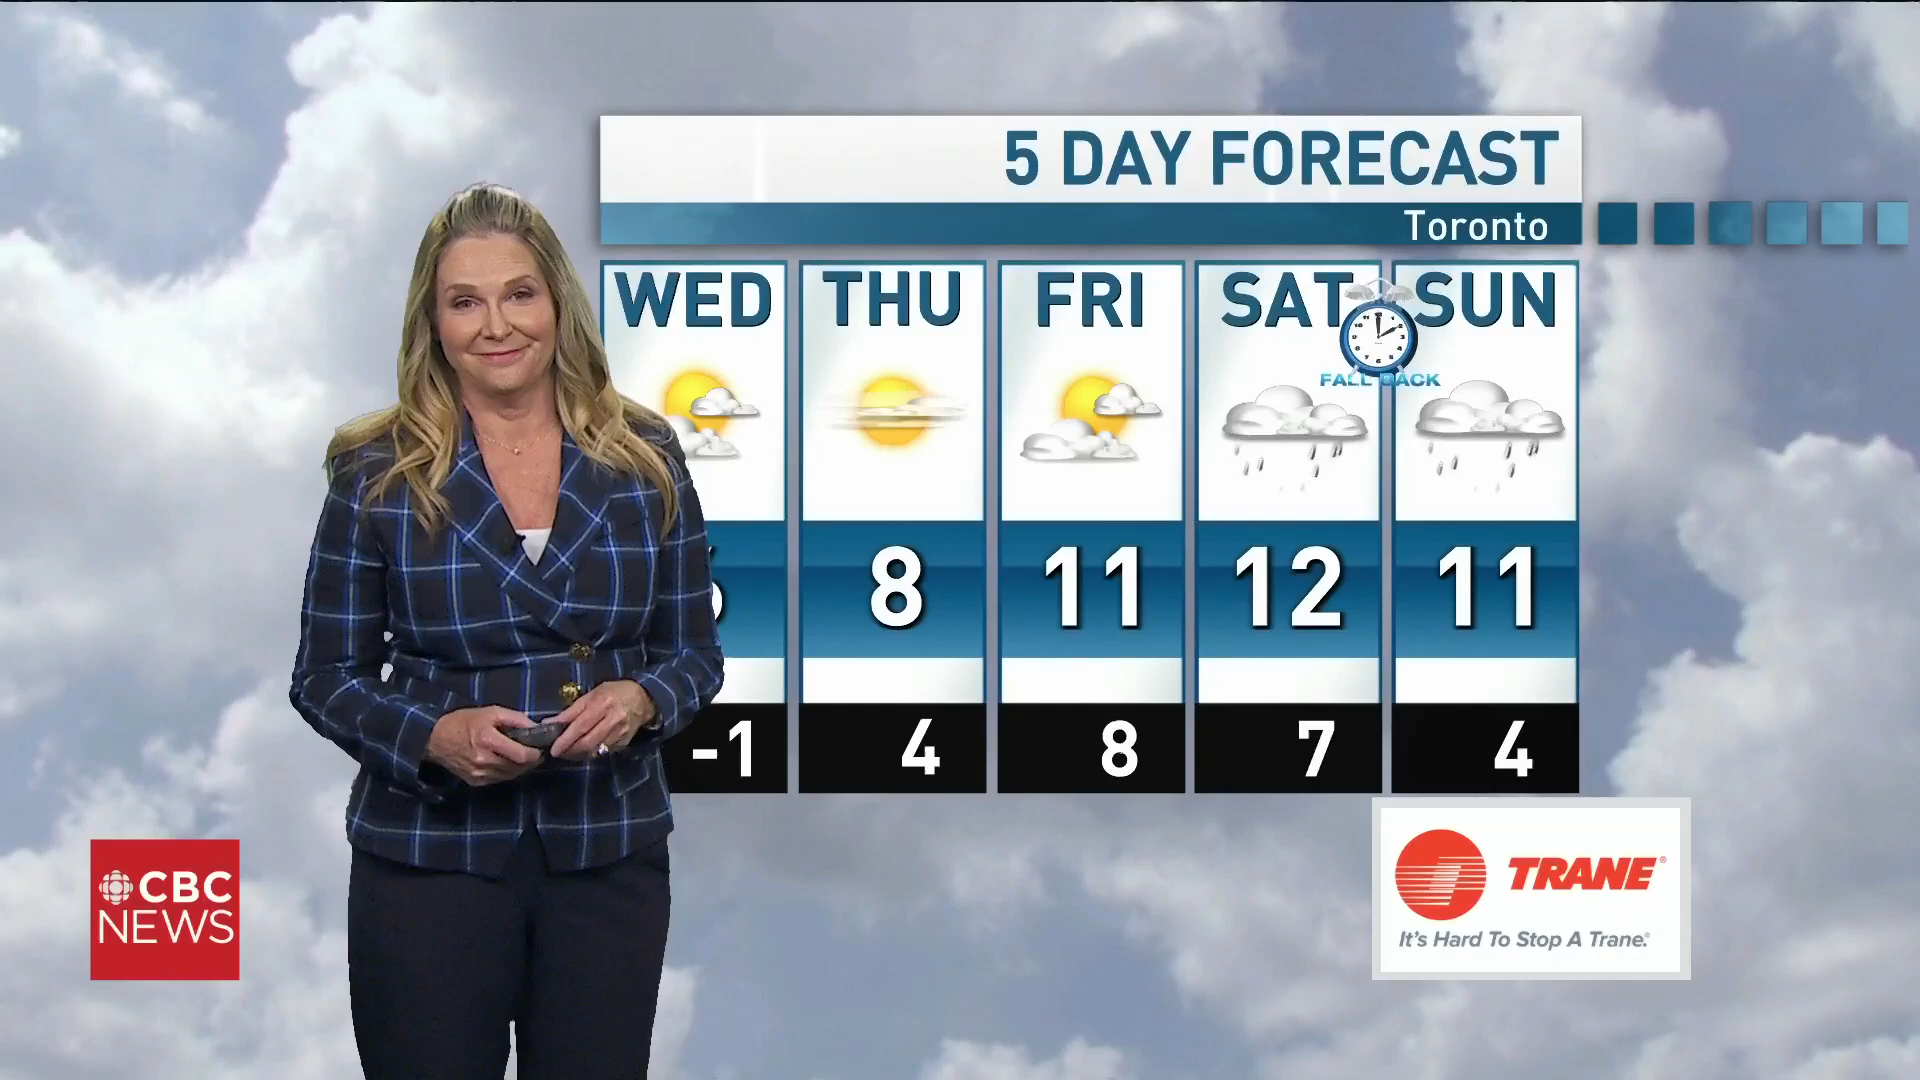 5 DAY FORECAST
Toronto
WED THU FRI SAT SUN
FALL BACK
8 11 12 11
-1 4 8 7 4
CBC
NEWS
TRANE®
It's Hard To Stop A Trane.®